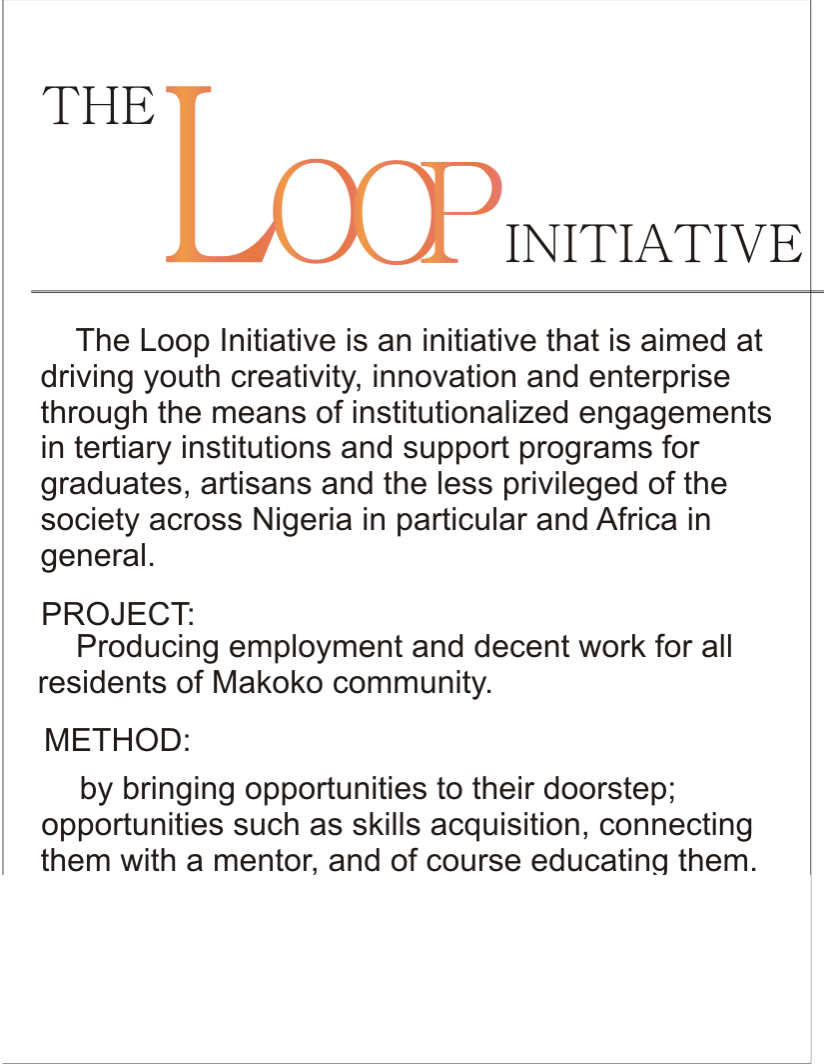 THE LOOP INITIATIVE
The Loop Initiative is an initiative that is aimed at
driving youth creativity, innovation and enterprise
through the means of institutionalized engagements
in tertiary institutions and support programs for
graduates, artisans and the less privileged of the
society across Nigeria in particular and Africa in
general.
PROJECT:
Producing employment and decent work for all
residents of Makoko community.
METHOD:
by bringing opportunities to their doorstep;
opportunities such as skills acquisition, connecting
them with a mentor, and of course educating them.